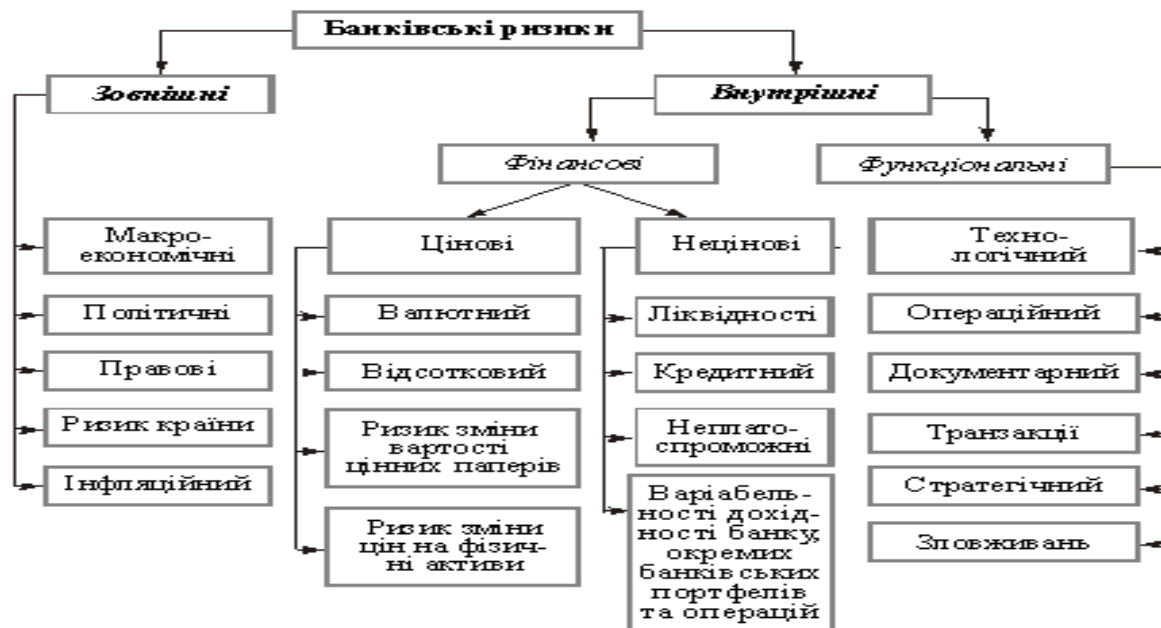 Банківські ризики
Зовнішні
Внутрішні
Фінансові
Функціональні
Макро-
економічні
Політичні
Правові
Ризик країни
Інфляційний
Цінові
Валютний
Відсотковий
Ризик зміни
вартості
цінних паперів
Ризик зміни
цін на фізич-
ні активи
Нецінові
Ліквідності
Кредитний
Неплато-
спроможні
Варіабель-
ності дохід-
ності банку,
окремих
банківських
портфелів
та операцій
Техно-
логічний
Операційний
Документарний
Транзакції
Стратегічний
Зловживань